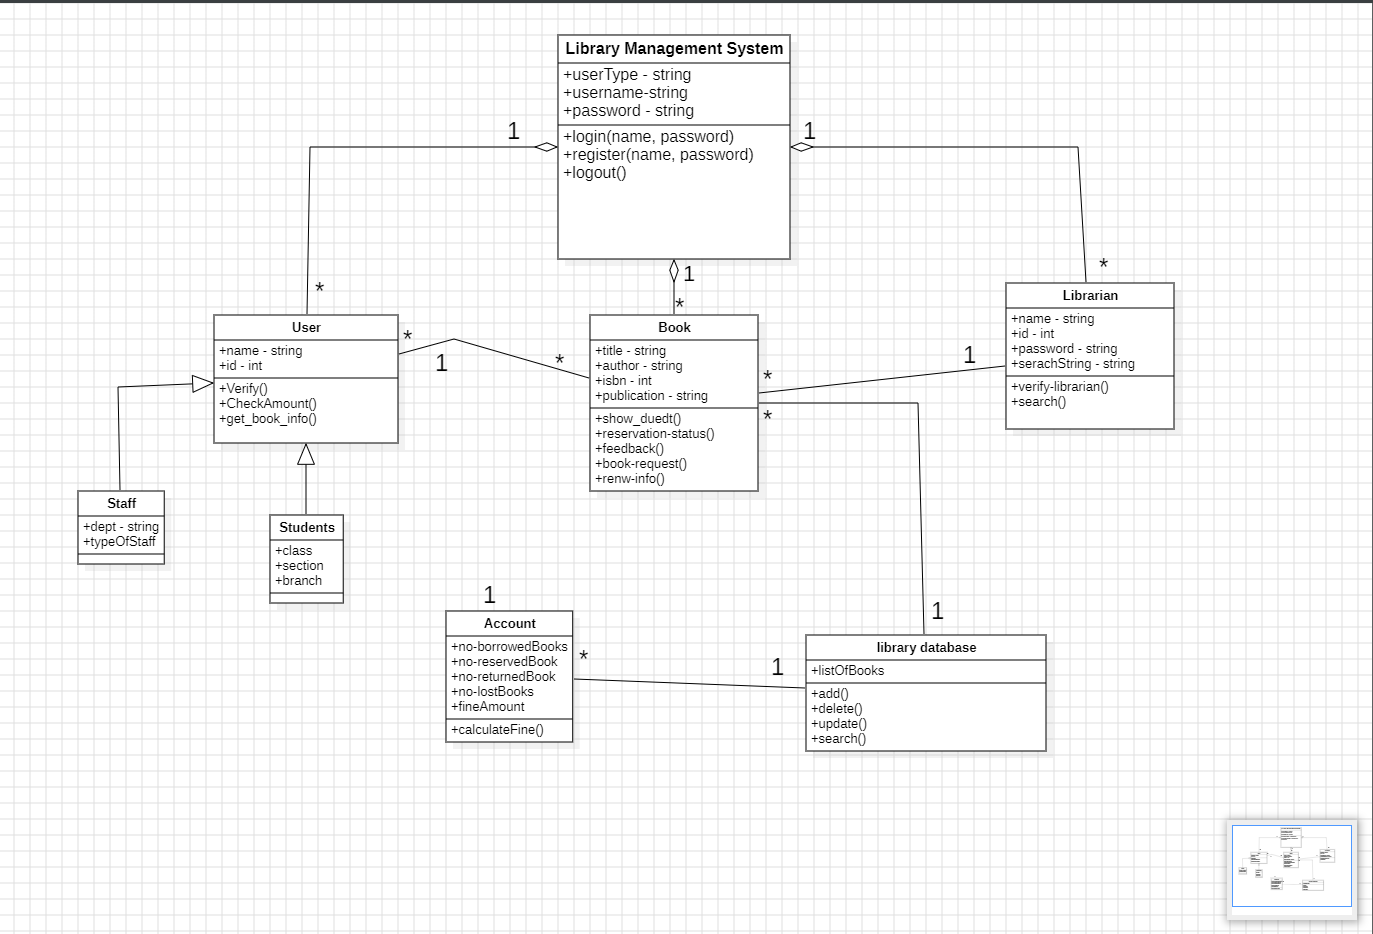 Library Management System
+userType - string
+username-string
+password - string
+login(name, password)
+register(name, password)
+logout()
1
1
1
*
*
*
User
+name - string
+id - int
+Verify()
+CheckAmount()
+get_book_info()
*
1
*
Book
+title - string
+author - string
+isbn - int
+publication - string
+show_duedt()
+reservation-status()
+feedback()
+book-request()
+renw-info()
*
*
1
Librarian
+name - string
+id - int
+password - string
+serachString - string
+verify-librarian()
+search()
Staff
+dept - string
+typeOfStaff
Students
+class
+section
+branch
1
Account
+no-borrowedBooks
+no-reservedBook
+no-returnedBook
+no-lostBooks
+fineAmount
+calculateFine()
*
1
1
library database
+listOfBooks
+add()
+delete()
+update()
+search()